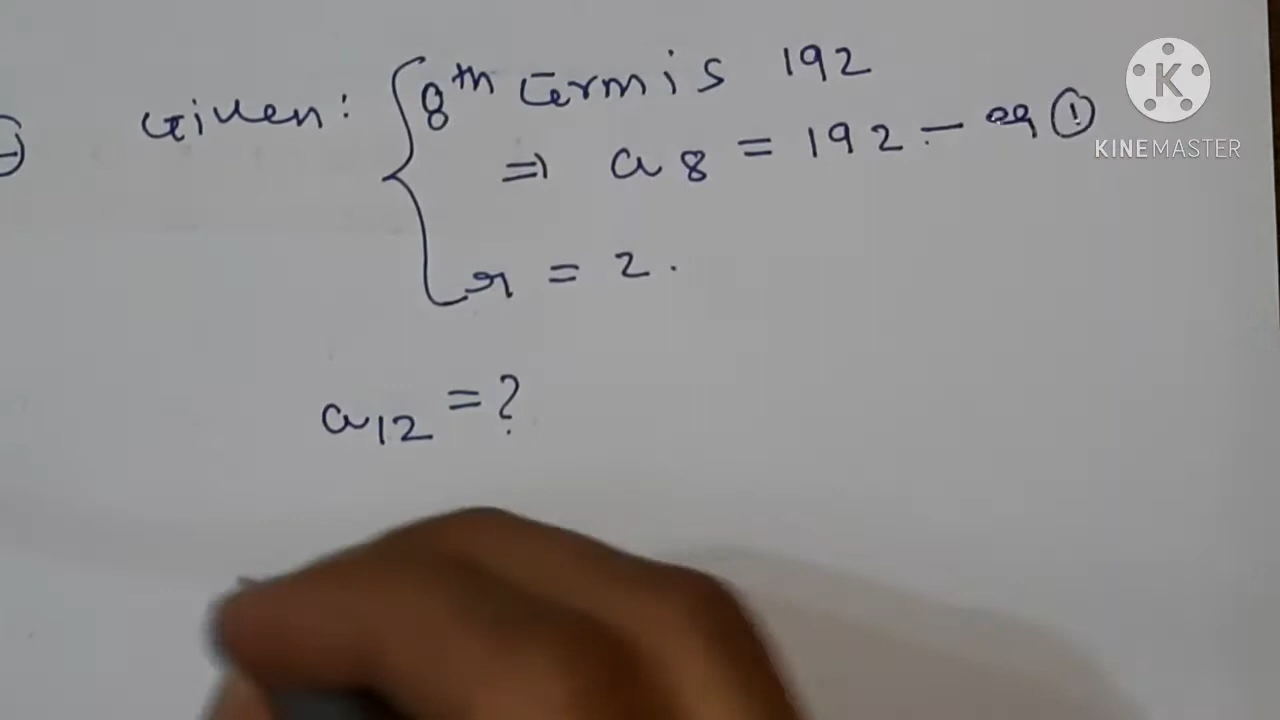 Given: 8th term is 192
⇒ a8 = 192 - eq ①
r = 2.
a12 = ?
K
KINEMASTER